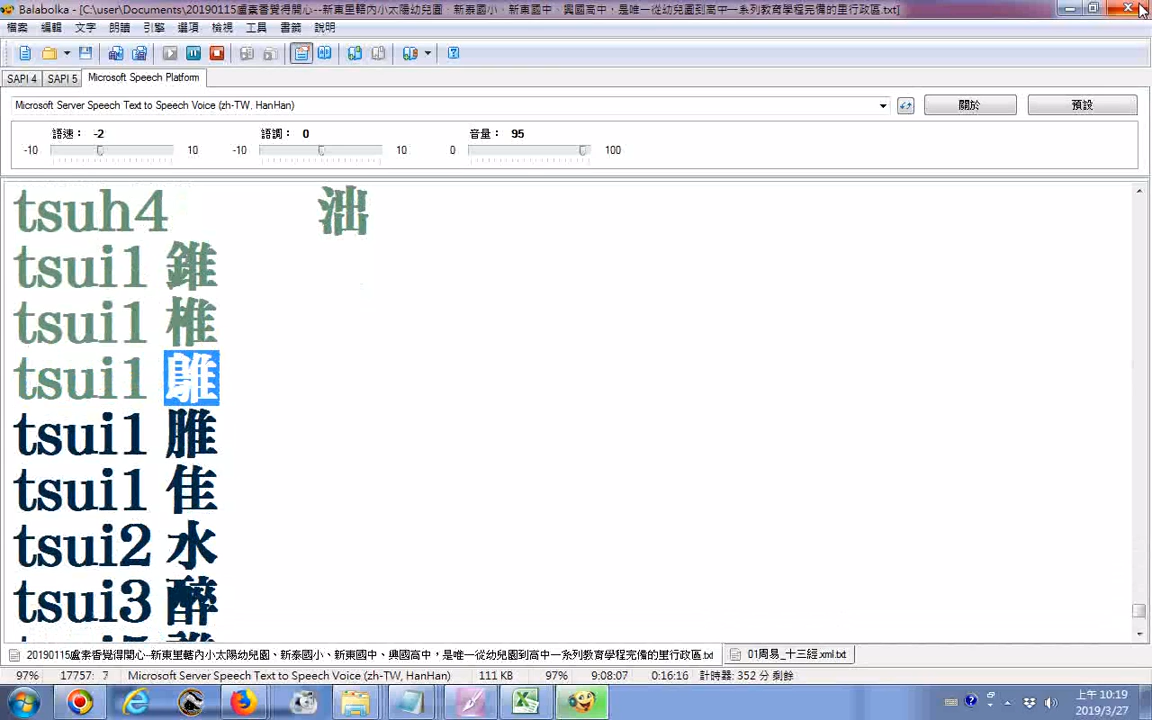 Balabolka - [C:\user\Documents\20190115盧素香覺得開心--新東里轄內小太陽幼兒園、新泰國小、新東國中、興國高中，是唯一從幼兒園到高中一系列教育學程完備的里行政區.txt]
檔案 編輯 文字 朗讀 引擎 選項 檢視 工具 書籤 說明
SAPI 4 SAPI 5 Microsoft Speech Platform
Microsoft Server Speech Text to Speech Voice (zh-TW, HanHan) 關於 預設
語速： -2 語調： 0 音量： 95
-10 10 -10 10 0 100
tsuh4 泏
tsui1 錐
tsui1 椎
tsui1 鵻
tsui1 脽
tsui1 隹
tsui2 水
tsui3 醉
20190115盧素香覺得開心--新東里轄內小太陽幼兒園、新泰國小、新東國中、興國高中，是唯一從幼兒園到高中一系列教育學程完備的里行政區.txt 01周易_十三經.xml.txt
97% 17757: 7 Microsoft Server Speech Text to Speech Voice (zh-TW, HanHan) 111 KB 97% 9:08:07 0:16:16 計時器: 352 分 剩餘
上午 10:19
2019/3/27